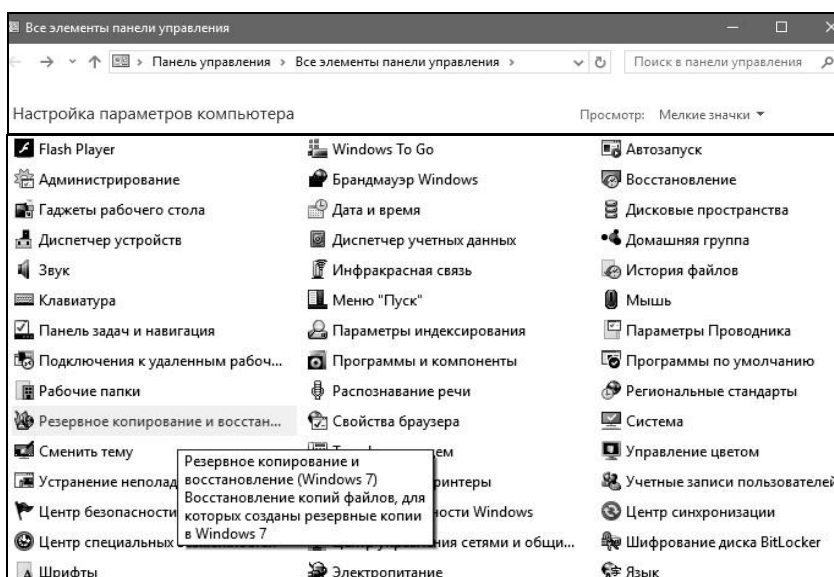 Все элементы панели управления
Панель управления › Все элементы панели управления ›
Поиск в панели управления
Настройка параметров компьютера
Просмотр: Мелкие значки
Flash Player
Windows To Go
Автозапуск
Администрирование
Брандмауэр Windows
Восстановление
Гаджеты рабочего стола
Дата и время
Дисковые пространства
Диспетчер устройств
Диспетчер учетных данных
Домашняя группа
Звук
Инфракрасная связь
История файлов
Клавиатура
Меню "Пуск"
Мышь
Панель задач и навигация
Параметры индексирования
Параметры Проводника
Подключения к удаленным рабоч...
Программы и компоненты
Программы по умолчанию
Рабочие папки
Распознавание речи
Региональные стандарты
Резервное копирование и восстан...
Свойства браузера
Система
Сменить тему
Управление цветом
Устранение неполад
Учетные записи пользователей
Центр безопасности
Windows
Центр синхронизации
Центр специальных
сетями и общи...
Шифрование диска BitLocker
Шрифты
Электропитание
Язык
Резервное копирование и
восстановление (Windows 7)
Восстановление копий файлов, для
которых созданы резервные копии
в Windows 7